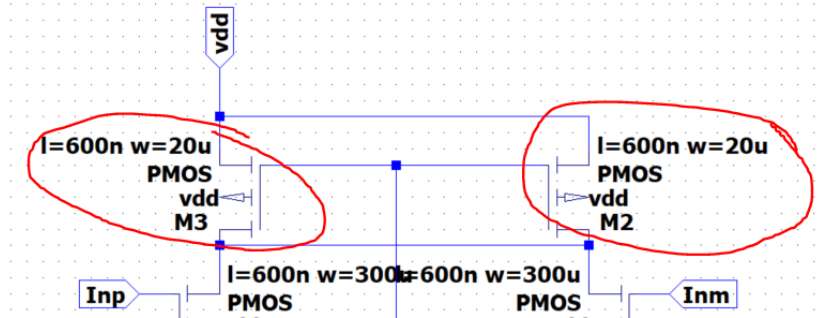 vdd
l=600n w=20u
PMOS
vdd
M3
l=600n w=20u
PMOS
vdd
M2
l=600n w=300u
PMOS
l=600n w=300u
PMOS
Inp
Inm